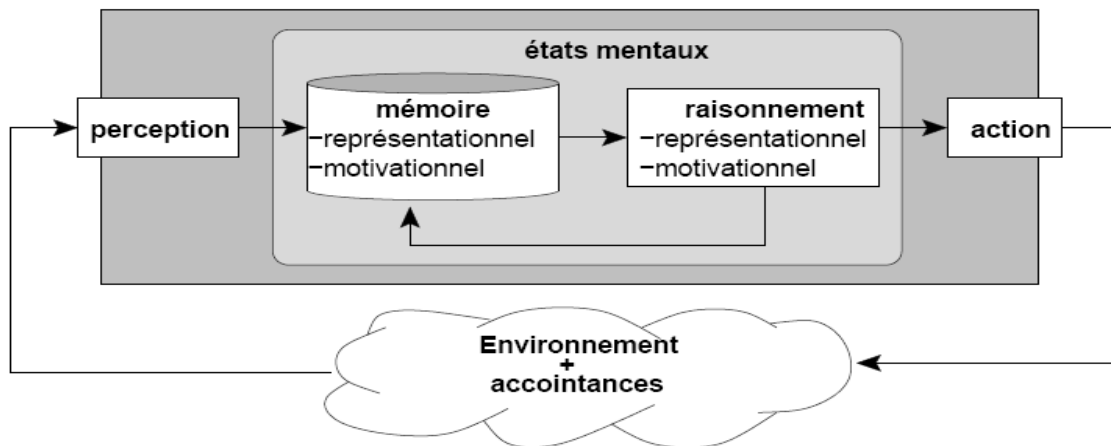 états mentaux
perception
mémoire
–représentationnel
–motivationnel
raisonnement
–représentationnel
–motivationnel
action
Environnement
+
accointances